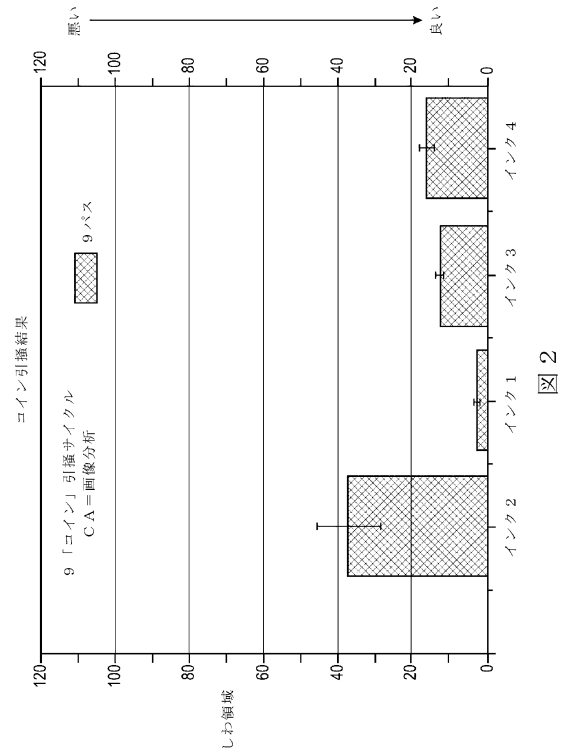 コイン引掻結果
悪い
良い
9「コイン」引掻サイクル
CA=画像分析
9パス
しわ領域
120
100
80
60
40
20
0
120
100
80
60
40
20
0
インク2
インク1
インク3
インク4
図2